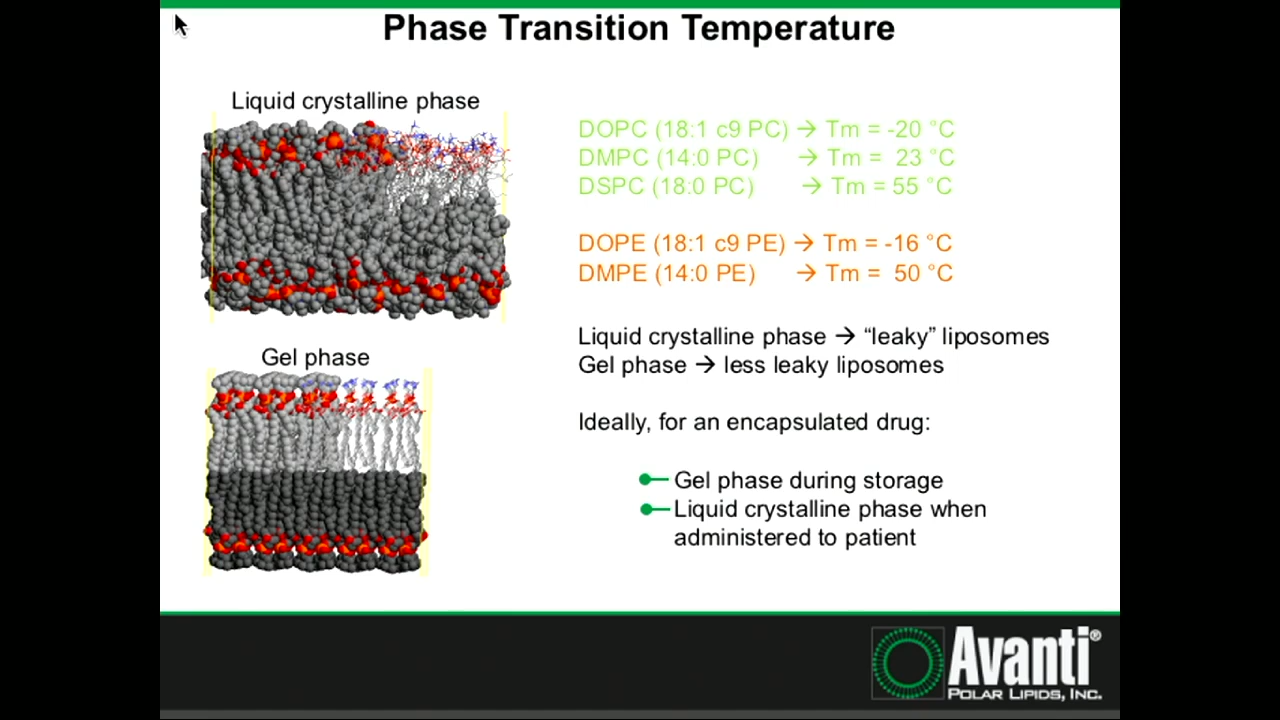 Phase Transition Temperature
Liquid crystalline phase
DOPC (18:1 c9 PC) → Tm = -20 °C
DMPC (14:0 PC) → Tm = 23 °C
DSPC (18:0 PC) → Tm = 55 °C
DOPE (18:1 c9 PE) → Tm = -16 °C
DMPE (14:0 PE) → Tm = 50 °C
Liquid crystalline phase → “leaky” liposomes
Gel phase
Gel phase → less leaky liposomes
Ideally, for an encapsulated drug:
Gel phase during storage
Liquid crystalline phase when
administered to patient
Avanti®
POLAR LIPIDS, INC.